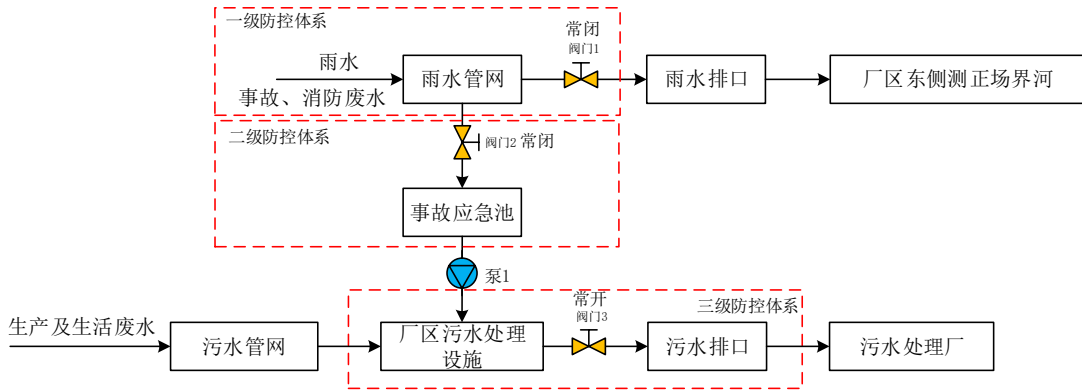 一级防控体系
常闭
阀门1
雨水
事故、消防废水
雨水管网
雨水排口
厂区东侧测正场界河
二级防控体系
阀门2 常闭
事故应急池
泵1
三级防控体系
常开
阀门3
生产及生活废水
污水管网
厂区污水处理
设施
污水排口
污水处理厂